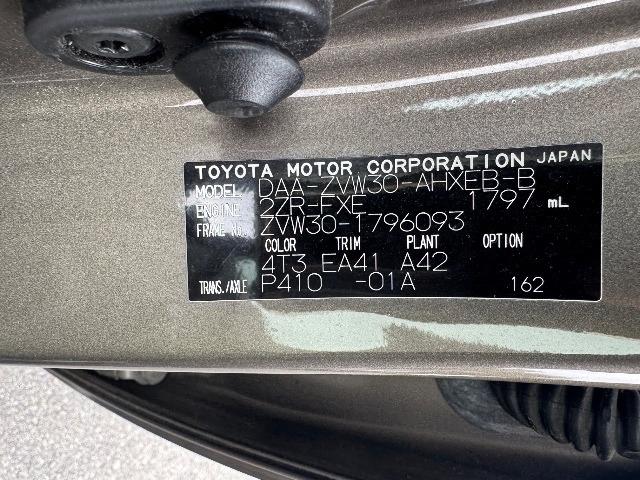 TOYOTA MOTOR CORPORATION JAPAN
MODEL DAA-ZVW30-AHXEB-B
ENGINE 2ZR-FXE 1797 mL
FRAME NO. ZVW30-1796093
COLOR TRIM PLANT OPTION
4T3 EA41 A42
TRANS./AXLE P410 -01A 162